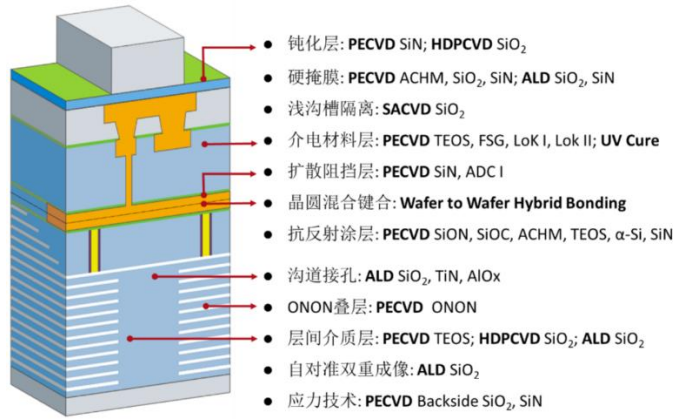 ● 钝化层: PECVD SiN; HDPCVD SiO₂
● 硬掩膜: PECVD ACHM, SiO₂, SiN; ALD SiO₂, SiN
● 浅沟槽隔离: SACVD SiO₂
● 介电材料层: PECVD TEOS, FSG, LoK I, Lok II; UV Cure
● 扩散阻挡层: PECVD SiN, ADC I
● 晶圆混合键合: Wafer to Wafer Hybrid Bonding
● 抗反射涂层: PECVD SiON, SiOC, ACHM, TEOS, α-Si, SiN
● 沟道接孔: ALD SiO₂, TiN, AlOx
● ONON叠层: PECVD ONON
● 层间介质层: PECVD TEOS; HDPCVD SiO₂; ALD SiO₂
● 自对准双重成像: ALD SiO₂
● 应力技术: PECVD Backside SiO₂, SiN